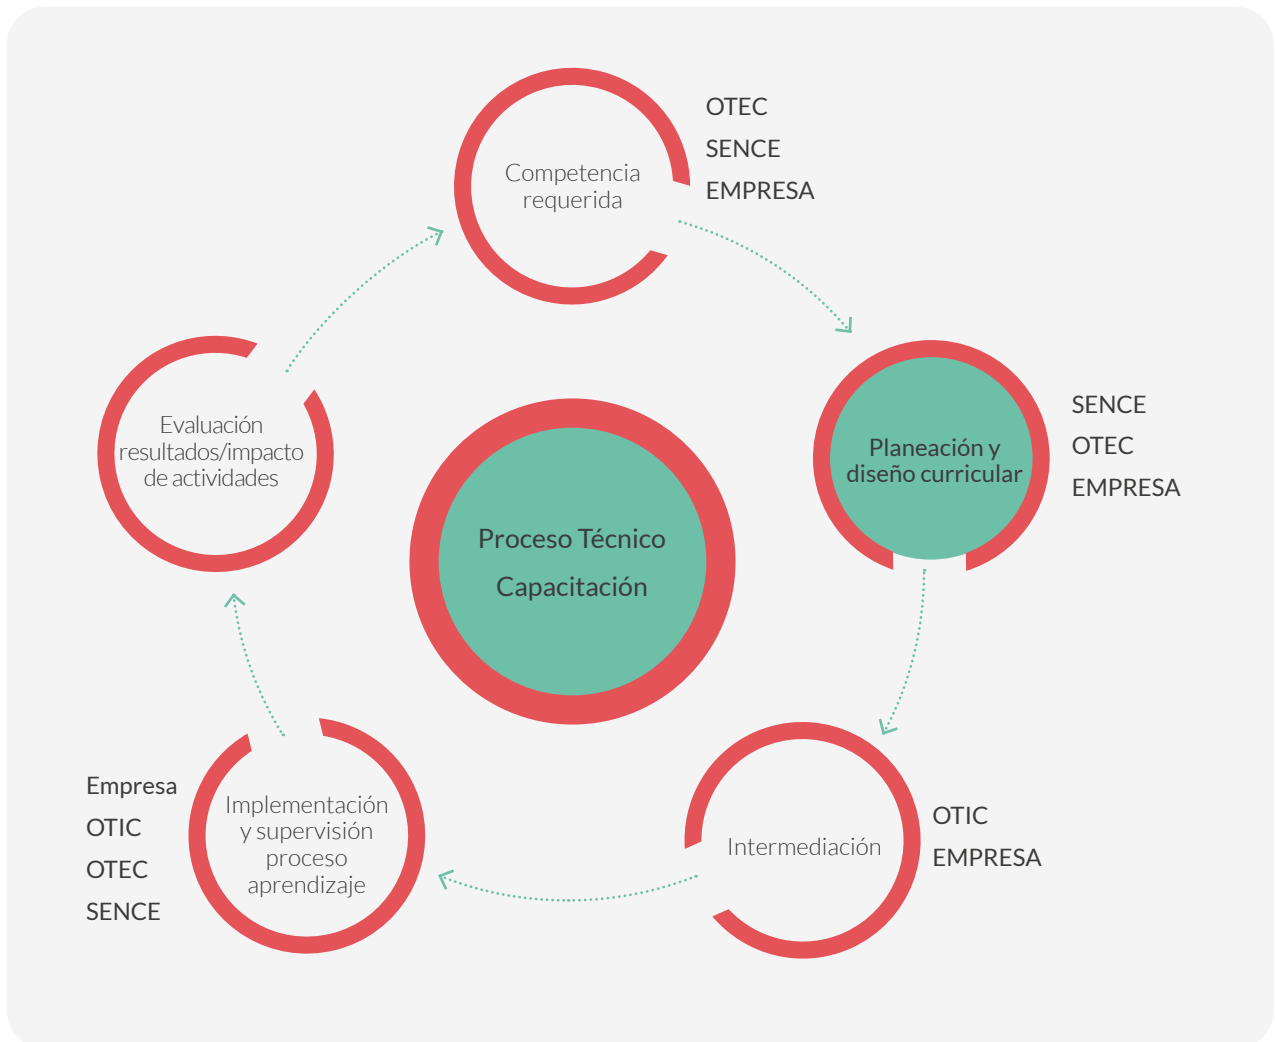 Competencia
requerida
OTEC
SENCE
EMPRESA
Planeación y
diseño curricular
SENCE
OTEC
EMPRESA
Intermediación
OTIC
EMPRESA
Implementación
y supervisión
proceso
aprendizaje
Empresa
OTIC
OTEC
SENCE
Evaluación
resultados/impacto
de actividades
Proceso Técnico
Capacitación